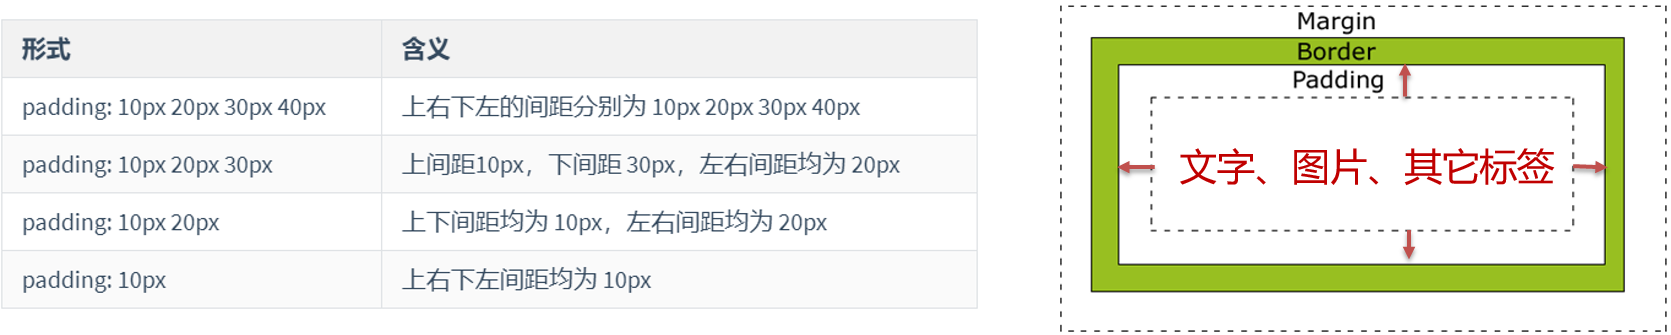 形式 含义
padding: 10px 20px 30px 40px 上右下左的间距分别为 10px 20px 30px 40px
padding: 10px 20px 30px 上间距10px，下间距 30px，左右间距均为 20px
padding: 10px 20px 上下间距均为 10px，左右间距均为 20px
padding: 10px 上右下左间距均为 10px
Margin
Border
Padding
文字、图片、其它标签